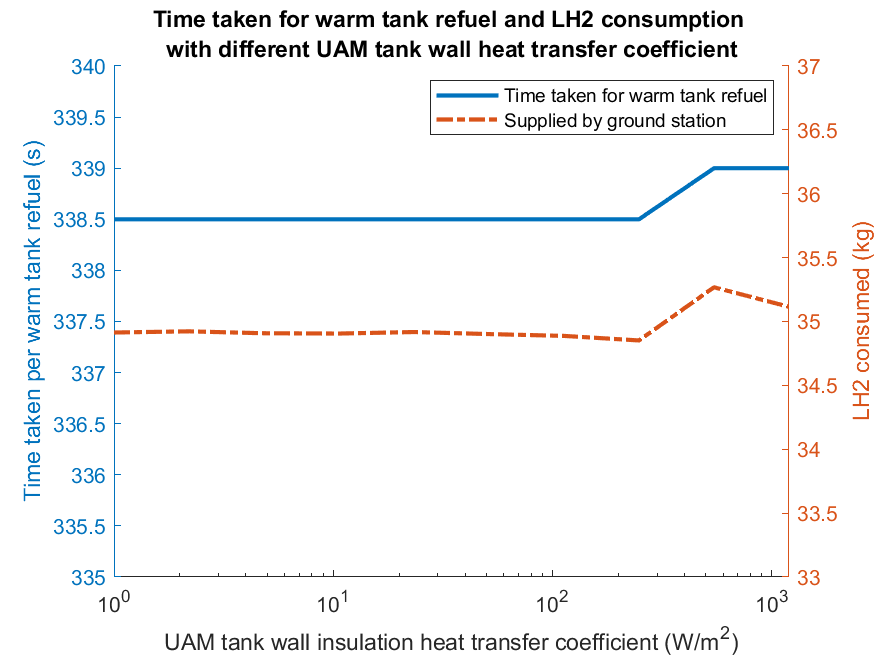 Time taken for warm tank refuel and LH2 consumption
with different UAM tank wall heat transfer coefficient
Time taken for warm tank refuel
Supplied by ground station
Time taken per warm tank refuel (s)
340
339.5
339
338.5
338
337.5
337
336.5
336
335.5
335
LH2 consumed (kg)
37
36.5
36
35.5
35
34.5
34
33.5
33
10^0 10^1 10^2 10^3
UAM tank wall insulation heat transfer coefficient (W/m^2)